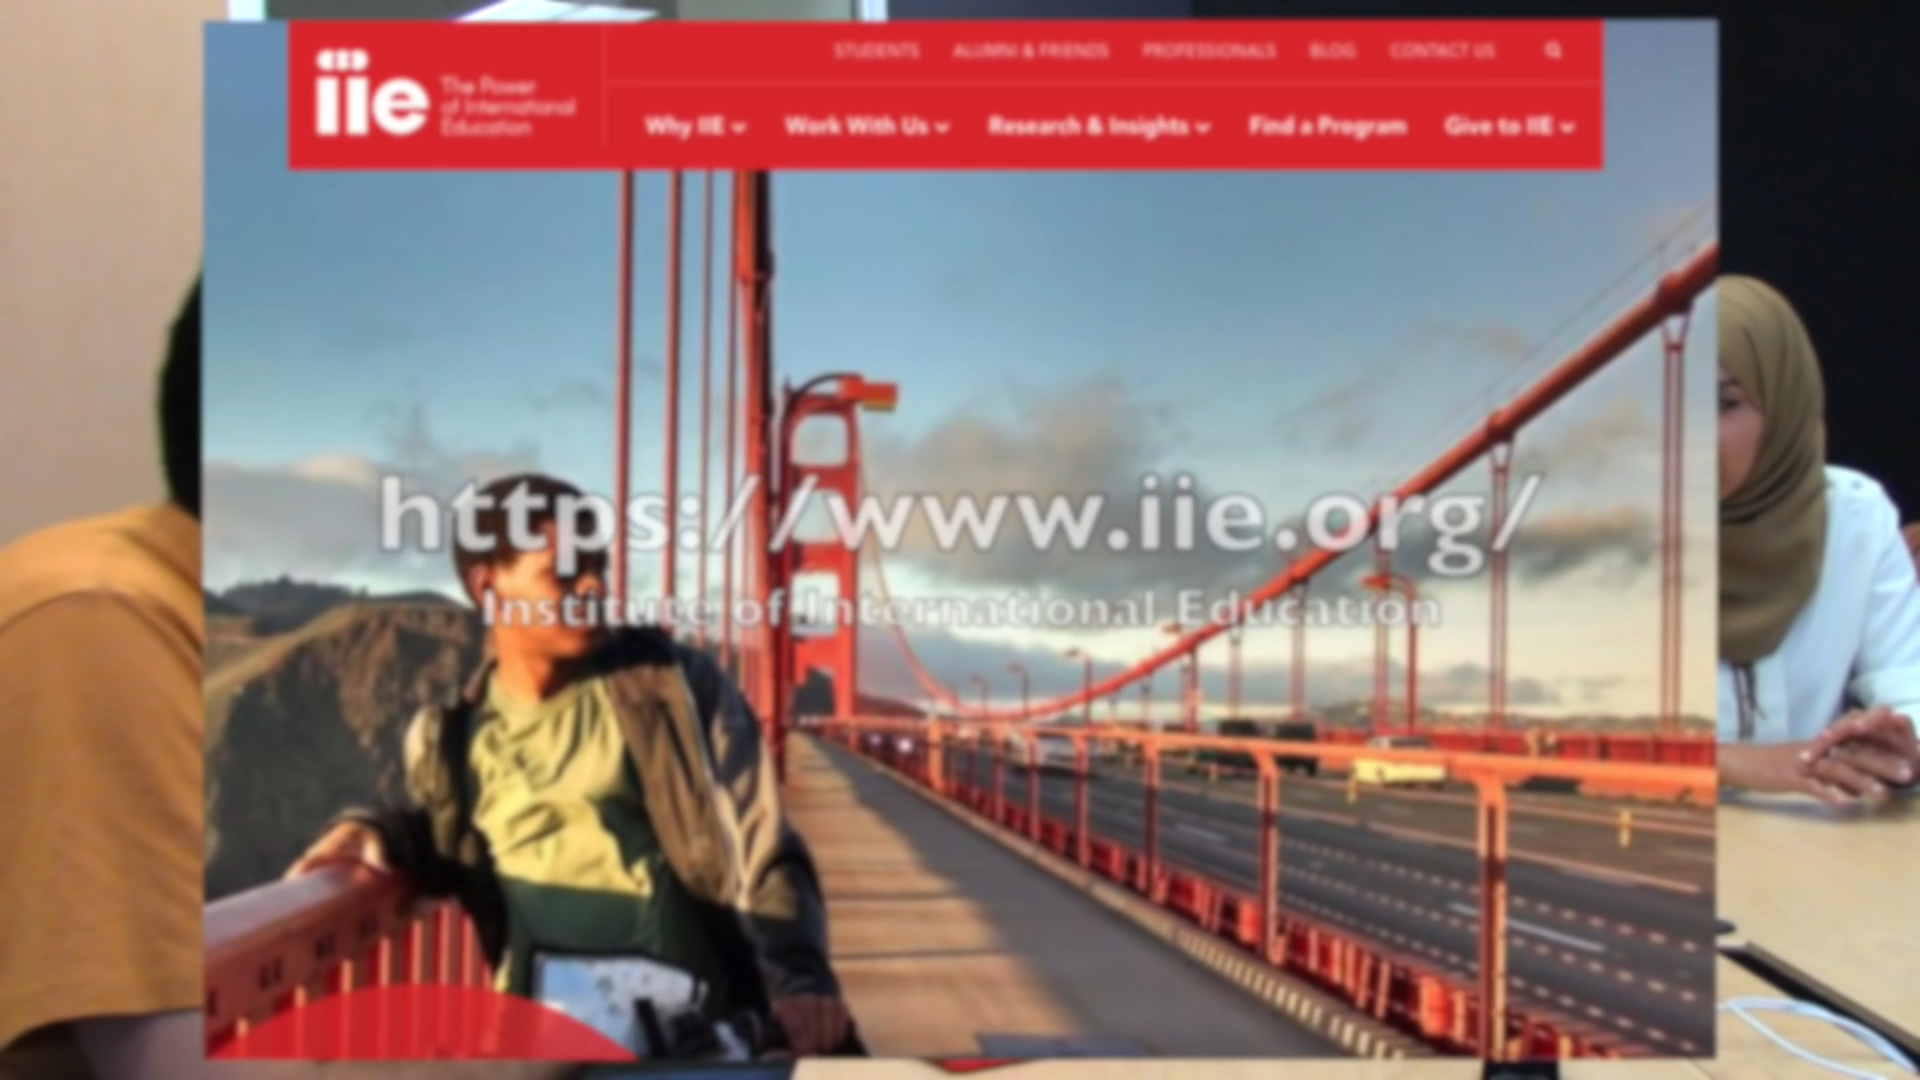 STUDENTS ALUMNI & FRIENDS PROFESSIONALS BLOG CONTACT US
iie
The Power
of International
Education
Why IIE Work With Us Research & Insights Find a Program Give to IIE
https://www.iie.org/
Institute of International Education